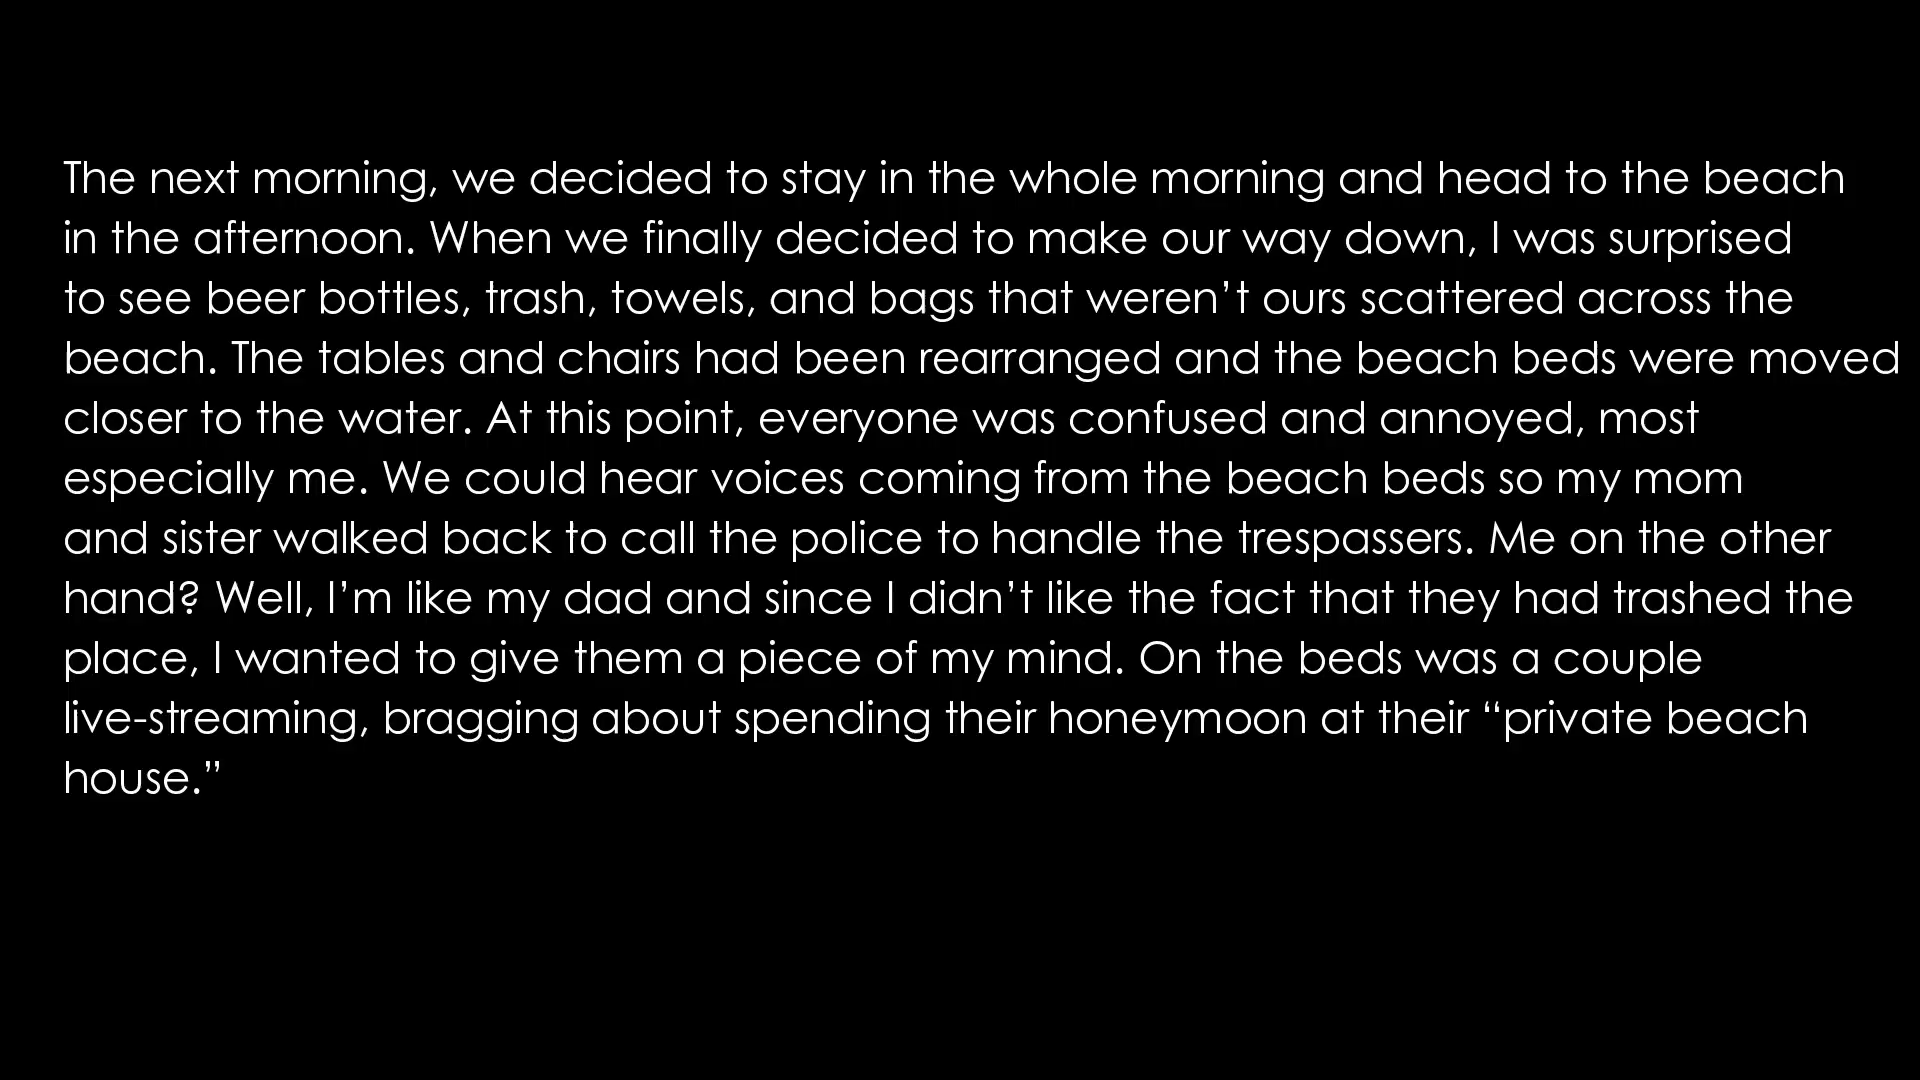 The next morning, we decided to stay in the whole morning and head to the beach
in the afternoon. When we finally decided to make our way down, I was surprised
to see beer bottles, trash, towels, and bags that weren’t ours scattered across the
beach. The tables and chairs had been rearranged and the beach beds were moved
closer to the water. At this point, everyone was confused and annoyed, most
especially me. We could hear voices coming from the beach beds so my mom
and sister walked back to call the police to handle the trespassers. Me on the other
hand? Well, I’m like my dad and since I didn’t like the fact that they had trashed the
place, I wanted to give them a piece of my mind. On the beds was a couple
live-streaming, bragging about spending their honeymoon at their “private beach
house.”